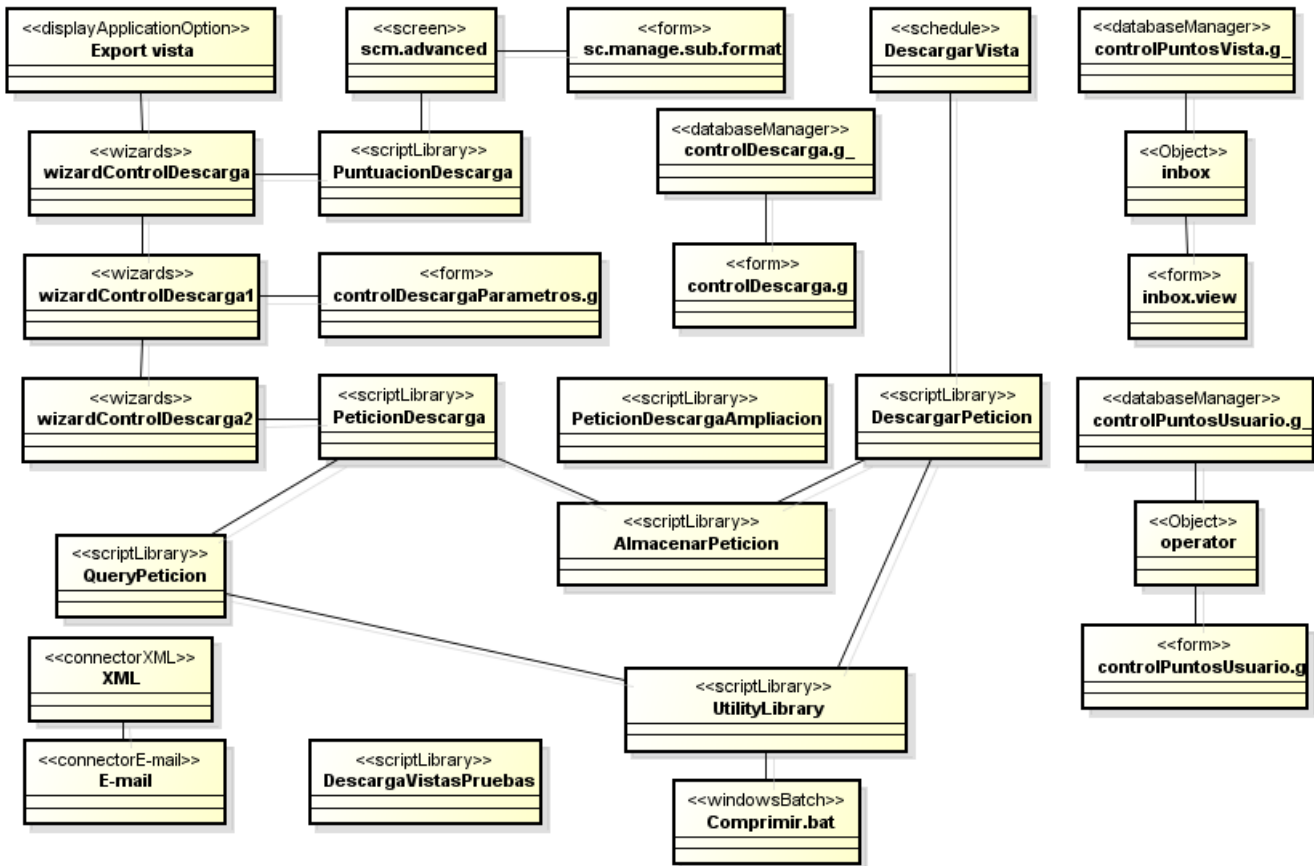 <<displayApplicationOption>>
Export vista
<<screen>>
scm.advanced
<<form>>
sc.manage.sub.format
<<schedule>>
DescargarVista
<<databaseManager>>
controlPuntosVista.g_
<<wizards>>
wizardControlDescarga
<<scriptLibrary>>
PuntuacionDescarga
<<databaseManager>>
controlDescarga.g_
<<Object>>
inbox
<<wizards>>
wizardControlDescarga1
<<form>>
controlDescargaParametros.g
<<form>>
controlDescarga.g
<<form>>
inbox.view
<<wizards>>
wizardControlDescarga2
<<scriptLibrary>>
PeticionDescarga
<<scriptLibrary>>
PeticionDescargaAmpliacion
<<scriptLibrary>>
DescargarPeticion
<<databaseManager>>
controlPuntosUsuario.g_
<<scriptLibrary>>
QueryPeticion
<<scriptLibrary>>
AlmacenarPeticion
<<Object>>
operator
<<connectorXML>>
XML
<<scriptLibrary>>
UtilityLibrary
<<form>>
controlPuntosUsuario.g
<<connectorE-mail>>
E-mail
<<scriptLibrary>>
DescargaVistasPruebas
<<windowsBatch>>
Comprimir.bat